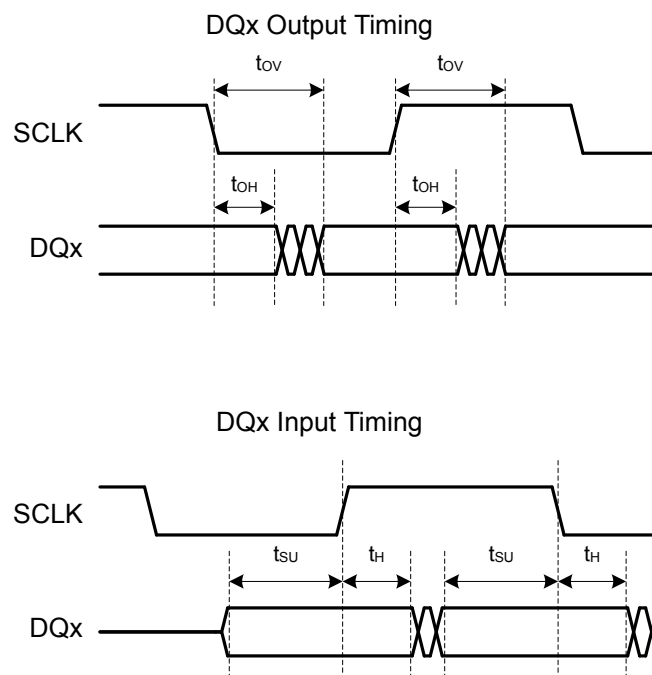 DQx Output Timing
tOV tOV
SCLK
tOH tOH
DQx
DQx Input Timing
SCLK
tSU tH tSU tH
DQx